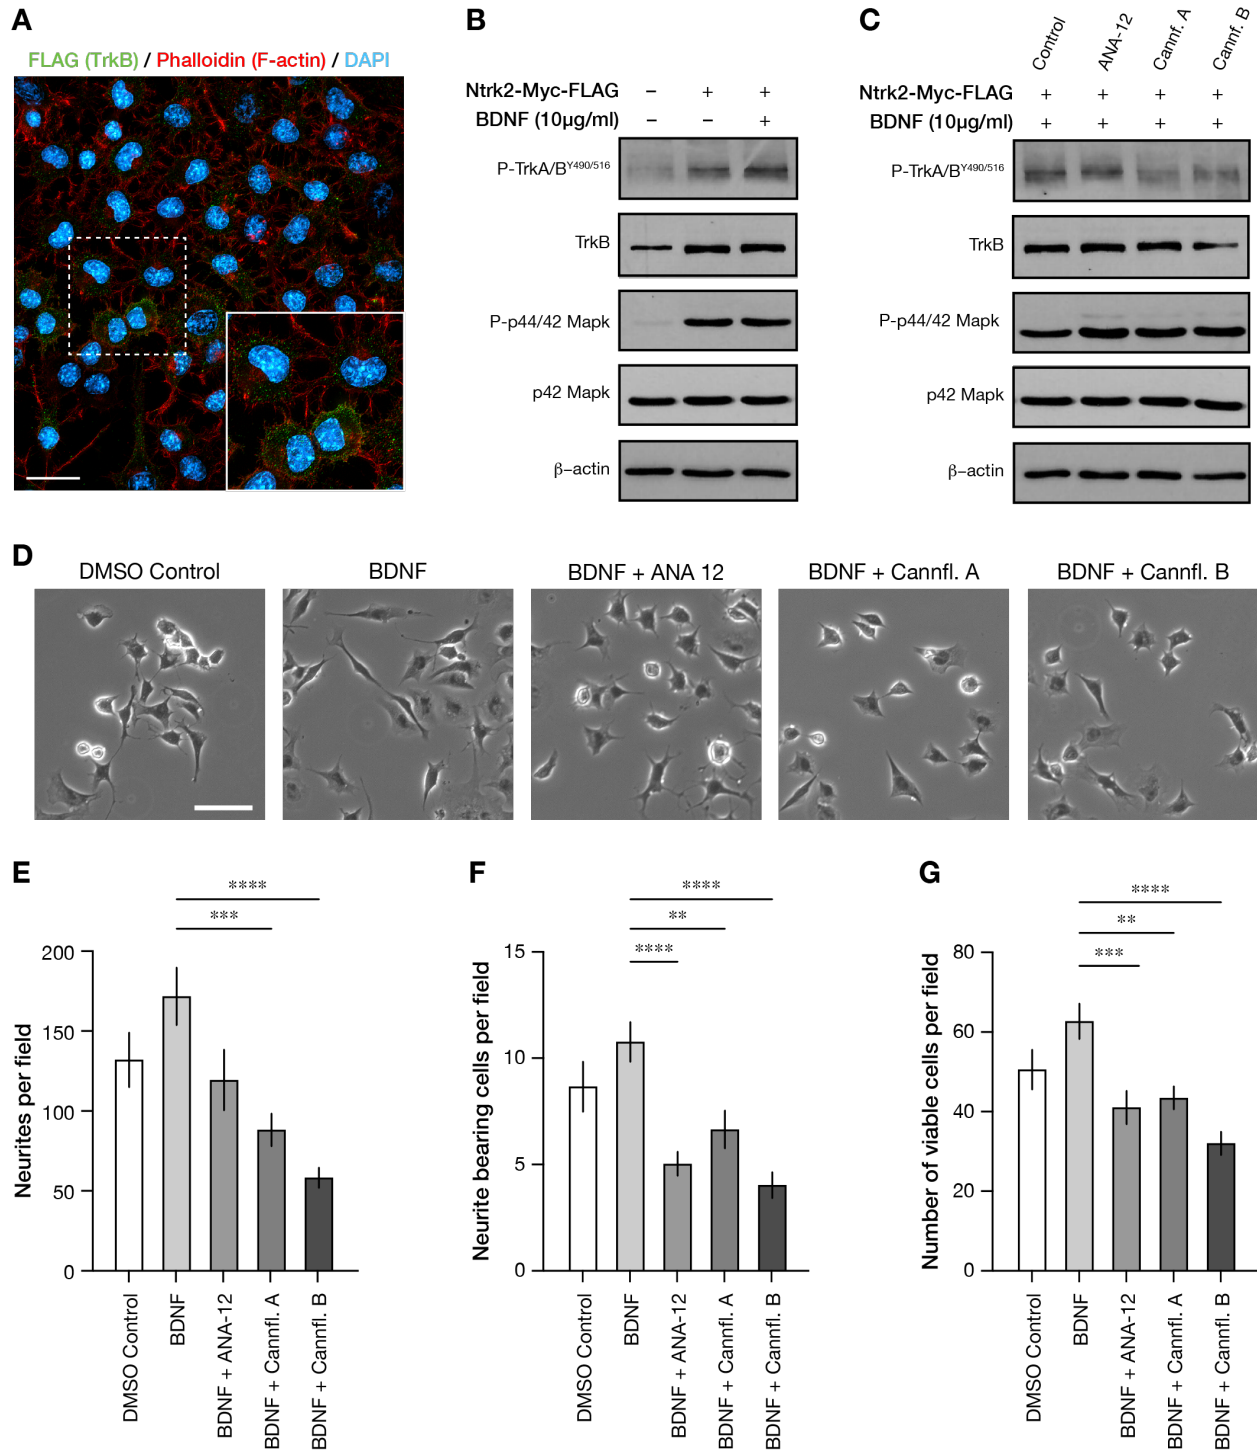 A
FLAG (TrkB) / Phalloidin (F-actin) / DAPI
B
Ntrk2-Myc-FLAG − + +
BDNF (10µg/ml) − − +
P-TrkA/B^Y490/516
TrkB
P-p44/42 Mapk
p42 Mapk
β–actin
C
Control ANA-12 Cannf. A Cannf. B
Ntrk2-Myc-FLAG + + + +
BDNF (10µg/ml) + + + +
P-TrkA/B^Y490/516
TrkB
P-p44/42 Mapk
p42 Mapk
β–actin
D
DMSO Control
BDNF
BDNF + ANA 12
BDNF + Cannfl. A
BDNF + Cannfl. B
E
****
***
Neurites per field
200
150
100
50
0
DMSO Control
BDNF
BDNF + ANA-12
BDNF + Cannfl. A
BDNF + Cannfl. B
F
****
**
****
Neurite bearing cells per field
15
10
5
0
DMSO Control
BDNF
BDNF + ANA-12
BDNF + Cannfl. A
BDNF + Cannfl. B
G
****
**
***
Number of viable cells per field
80
60
40
20
0
DMSO Control
BDNF
BDNF + ANA-12
BDNF + Cannfl. A
BDNF + Cannfl. B